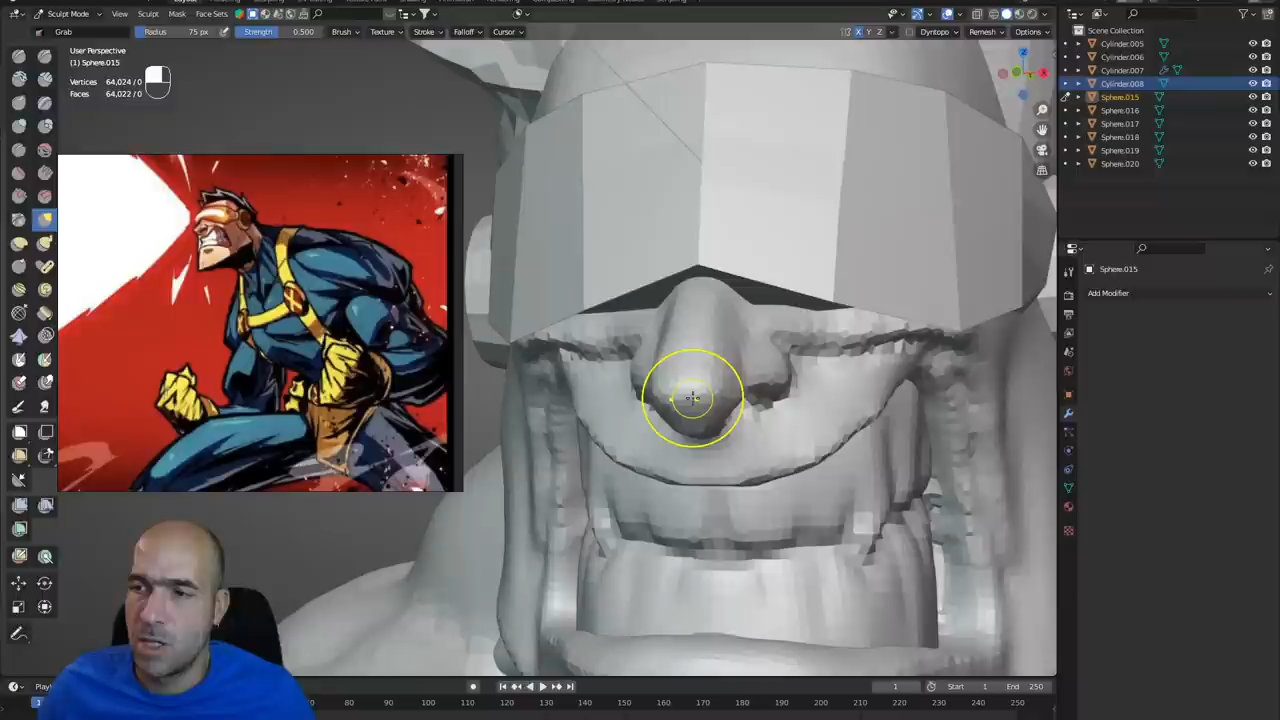 View Sculpt Mask Face Sets
Sculpt Mode
Grab Radius 75 px Strength 0.500 Brush Texture Stroke Falloff Cursor X Y Z Dyntopo Remesh Options
User Perspective
(1) Sphere.015
Vertices 64,024 / 0
Faces 64,022 / 0
Scene Collection
Cylinder.005
Cylinder.006
Cylinder.007
Cylinder.008
Sphere.015
Sphere.016
Sphere.017
Sphere.018
Sphere.019
Sphere.020
Sphere.015
Add Modifier
1 Start 1 End 250
70 80 90 100 110 120 130 140 150 160 170 180 190 200 210 220 230 240 250